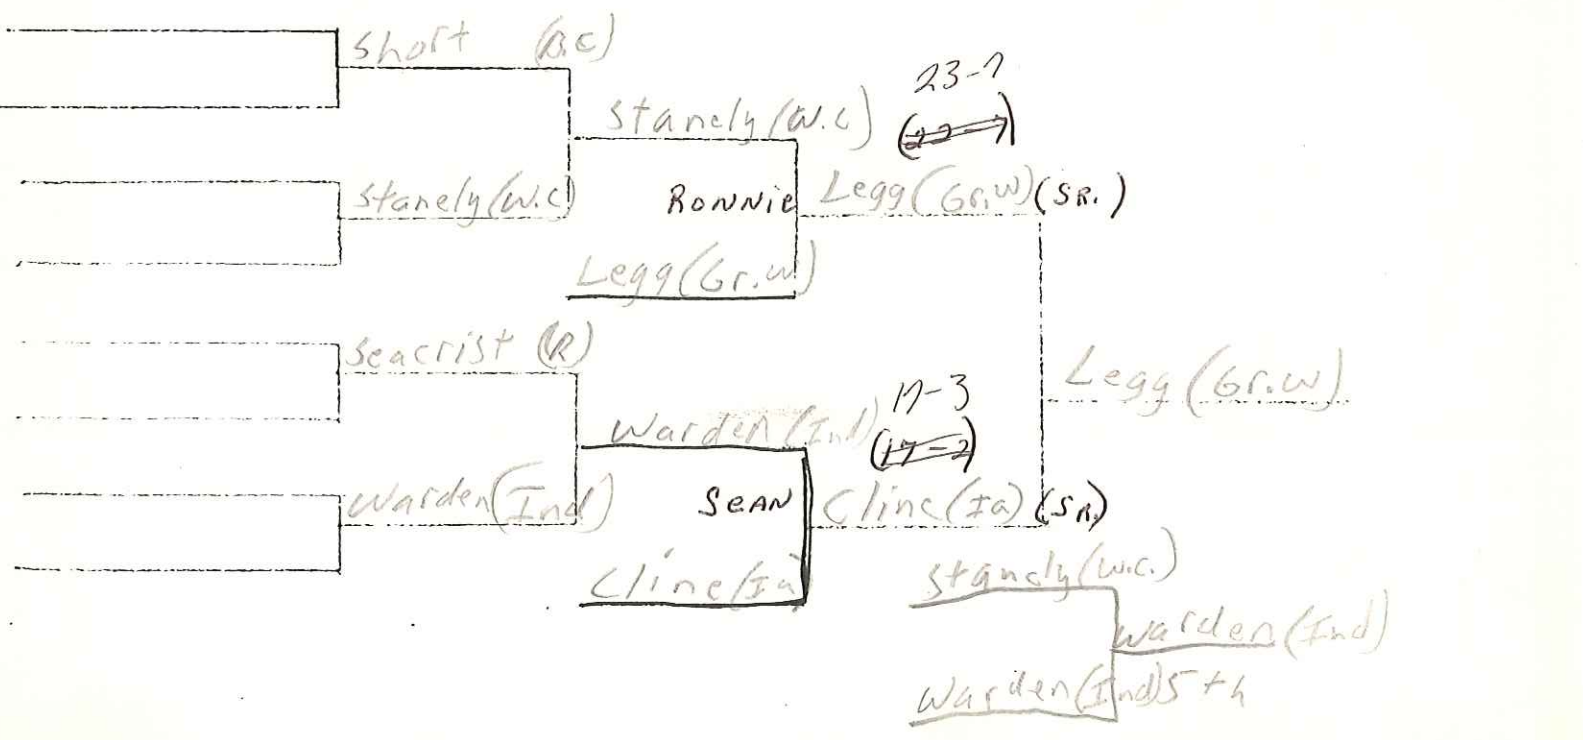 Short (B.C)
23-7
Stanely (W.C)
(22-7)
Stanely (W.C)
RONNIE
Legg (Gr.W) (SR.)
Legg (Gr.W)
Seacrist (R)
Legg (Gr.W)
17-3
Warden (Ind)
(17-2)
Warden (Ind)
SEAN
Cline (Ia) (SR.)
Cline (Ia)
Stanely (W.C.)
Warden (Ind)
Warden (Ind) 5th